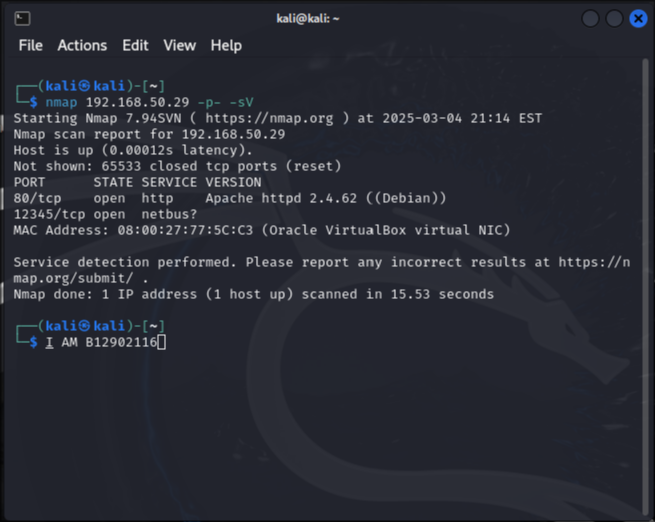 kali@kali: ~
File Actions Edit View Help
┌──(kali㉿kali)-[~]
└─$ nmap 192.168.50.29 -p- -sV
Starting Nmap 7.94SVN ( https://nmap.org ) at 2025-03-04 21:14 EST
Nmap scan report for 192.168.50.29
Host is up (0.00012s latency).
Not shown: 65533 closed tcp ports (reset)
PORT      STATE SERVICE VERSION
80/tcp    open  http    Apache httpd 2.4.62 ((Debian))
12345/tcp open  netbus?
MAC Address: 08:00:27:77:5C:C3 (Oracle VirtualBox virtual NIC)
Service detection performed. Please report any incorrect results at https://n
map.org/submit/ .
Nmap done: 1 IP address (1 host up) scanned in 15.53 seconds
┌──(kali㉿kali)-[~]
└─$ I AM B12902116